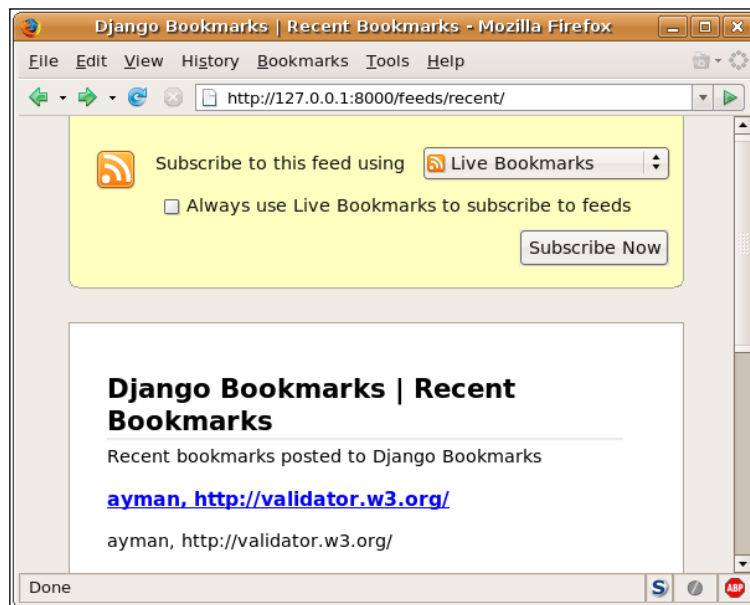 Django Bookmarks | Recent Bookmarks - Mozilla Firefox
File Edit View History Bookmarks Tools Help
http://127.0.0.1:8000/feeds/recent/
Subscribe to this feed using Live Bookmarks
Always use Live Bookmarks to subscribe to feeds
Subscribe Now
Django Bookmarks | Recent
Bookmarks
Recent bookmarks posted to Django Bookmarks
ayman, http://validator.w3.org/
ayman, http://validator.w3.org/
Done S ABP